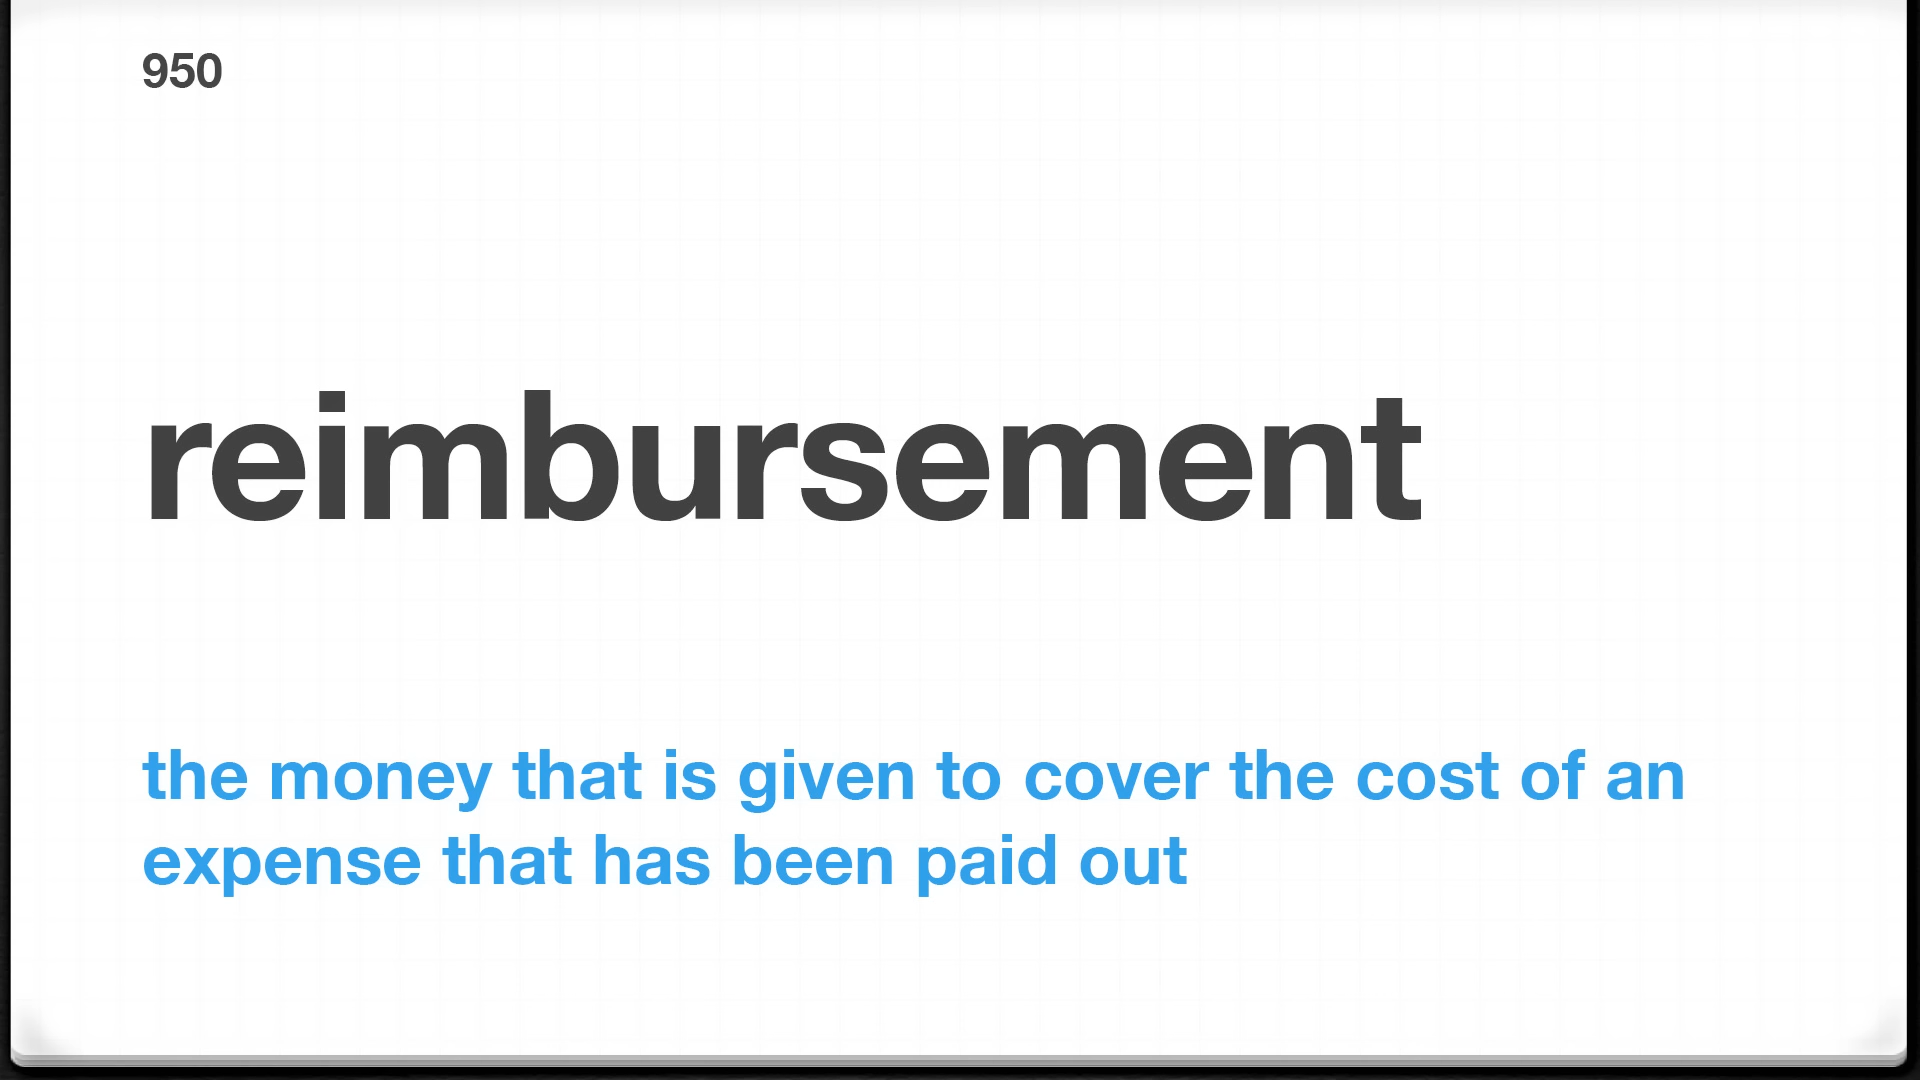 950
reimbursement
the money that is given to cover the cost of an
expense that has been paid out